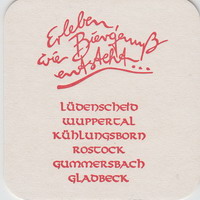 Erleben,
wie Biergenuß
entsteht...
LÜDENSCHEID
WUPPERTAL
KÜHLUNGSBORN
ROSTOCK
GUMMERSBACH
GLADBECK